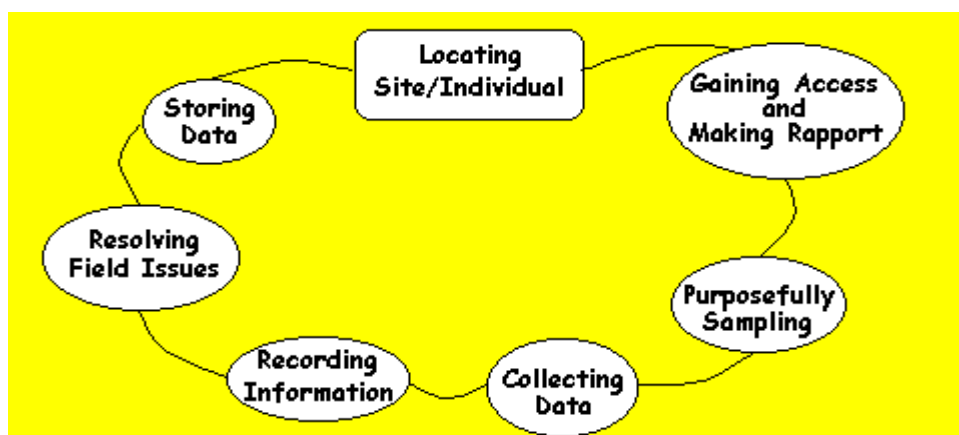 Locating
Site/Individual
Gaining Access
and
Making Rapport
Purposefully
Sampling
Collecting
Data
Recording
Information
Resolving
Field Issues
Storing
Data